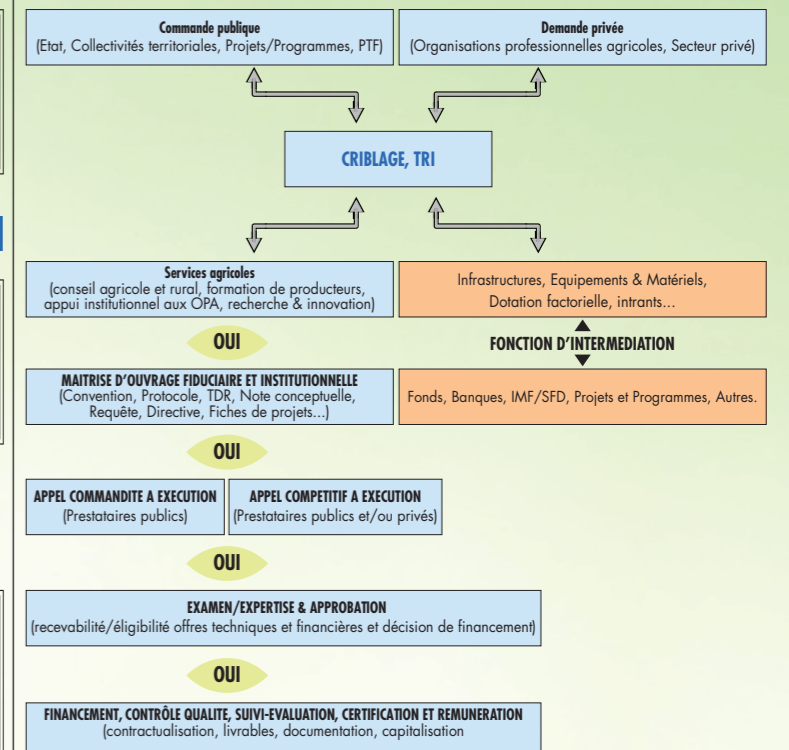 Commande publique
(Etat, Collectivités territoriales, Projets/Programmes, PTF)
Demande privée
(Organisations professionnelles agricoles, Secteur privé)
CRIBLAGE, TRI
Services agricoles
(conseil agricole et rural, formation de producteurs,
appui institutionnel aux OPA, recherche & innovation)
Infrastructures, Equipements & Matériels,
Dotation factorielle, intrants...
OUI
FONCTION D'INTERMEDIATION
MAITRISE D'OUVRAGE FIDUCIAIRE ET INSTITUTIONNELLE
(Convention, Protocole, TDR, Note conceptuelle,
Requête, Directive, Fiches de projets...)
Fonds, Banques, IMF/SFD, Projets et Programmes, Autres.
OUI
APPEL COMMANDITE A EXECUTION
(Prestataires publics)
APPEL COMPETITIF A EXECUTION
(Prestataires publics et/ou privés)
OUI
EXAMEN/EXPERTISE & APPROBATION
(recevabilité/éligibilité offres techniques et financières et décision de financement)
OUI
FINANCEMENT, CONTRÔLE QUALITE, SUIVI-EVALUATION, CERTIFICATION ET REMUNERATION
(contractualisation, livrables, documentation, capitalisation